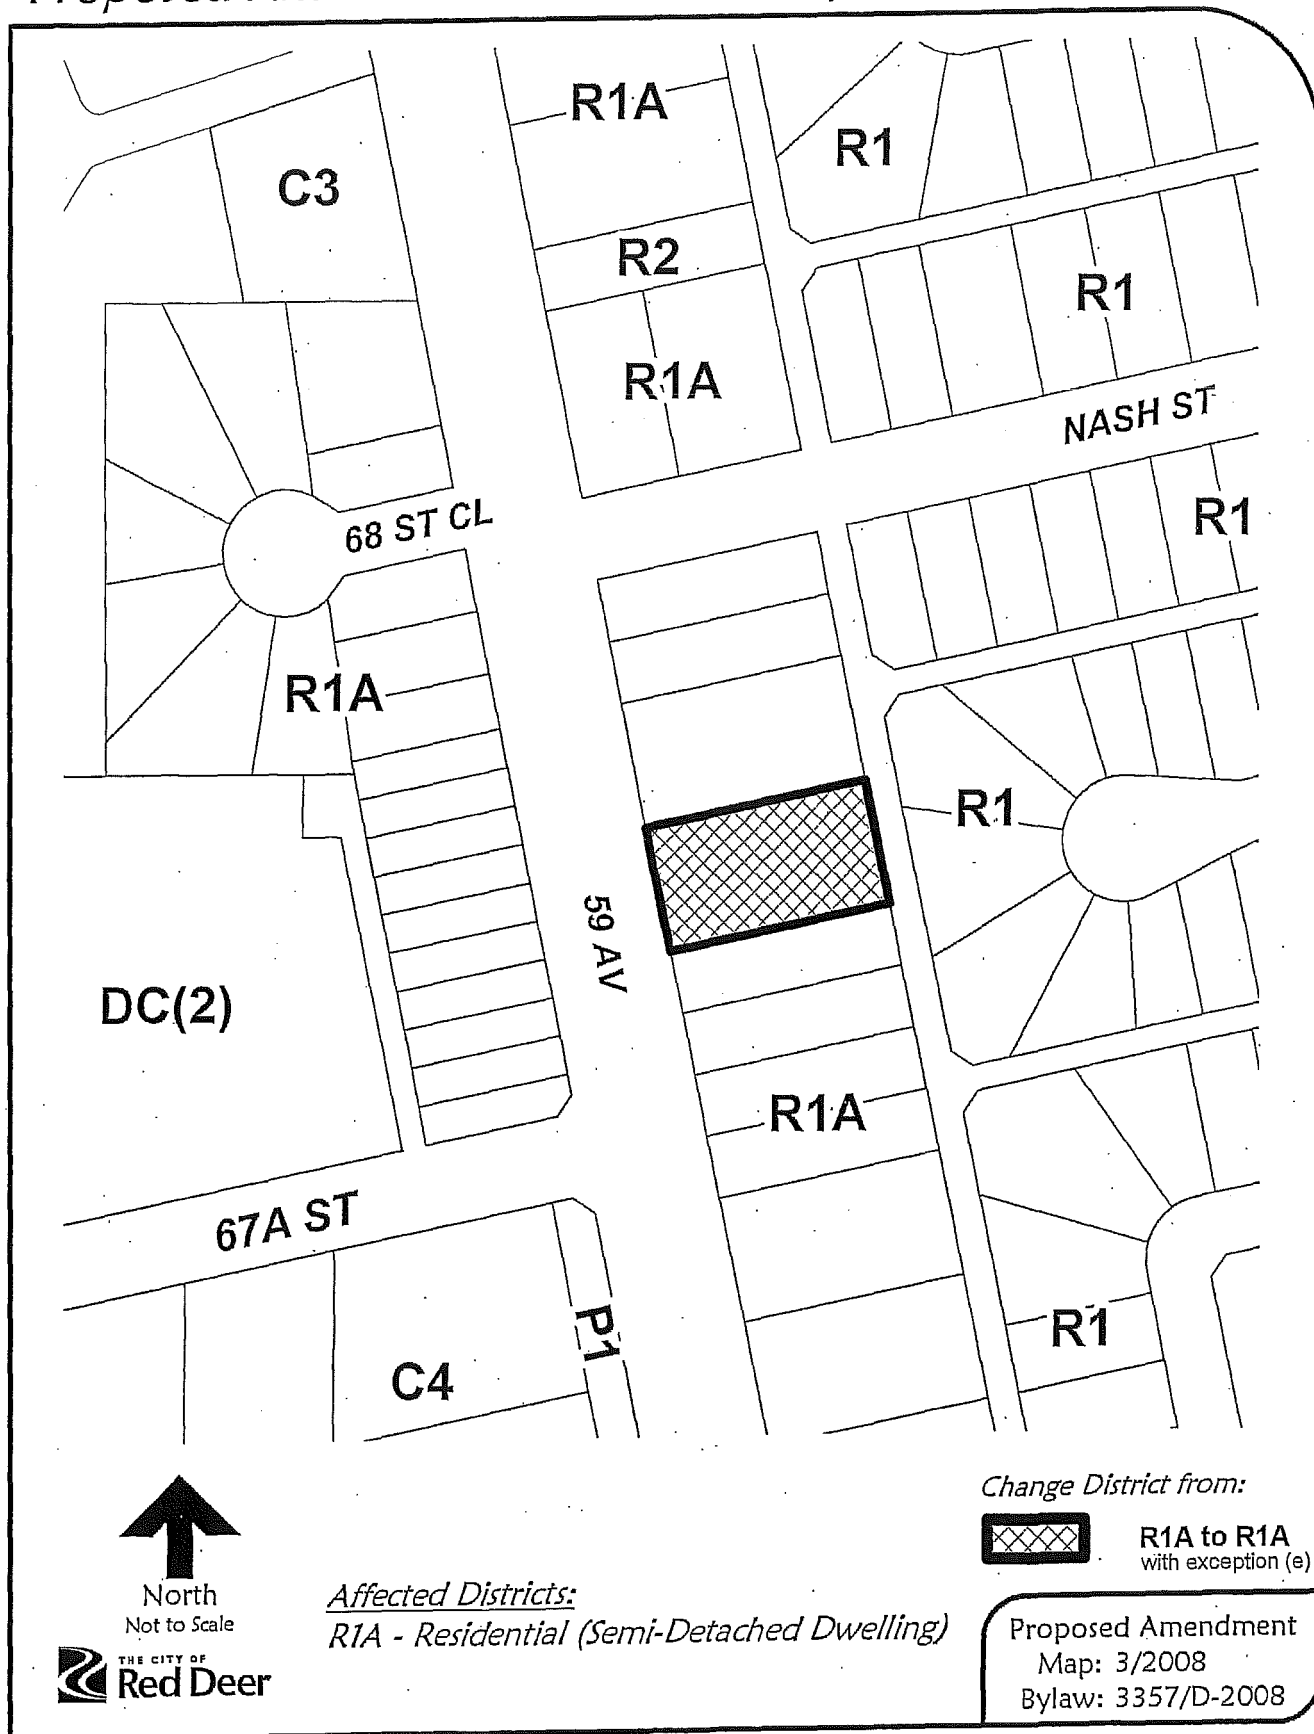 R1A
R1
C3
R2
R1
R1A
NASH ST
68 ST CL
R1
R1A
R1
59 AV
DC(2)
R1A
67A ST
P1
R1
C4
Change District from:
R1A to R1A
with exception (e)
North
Not to Scale
Affected Districts:
R1A - Residential (Semi-Detached Dwelling)
THE CITY OF
Red Deer
Proposed Amendment
Map: 3/2008
Bylaw: 3357/D-2008